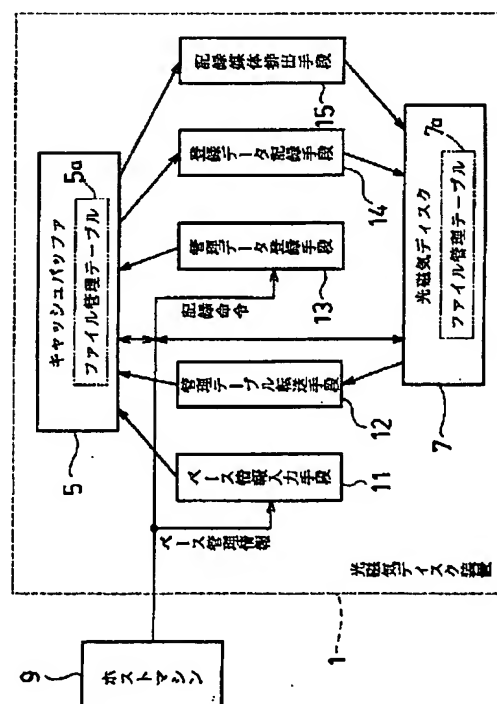 キャッシュバッファ
5a
ファイル管理テーブル
5
記録媒体排出手段
15
登録データ記録手段
14
管理データ登録手段
13
記録命令
管理テーブル転送手段
12
ベース情報入力手段
11
ベース管理情報
光磁気ディスク
7a
ファイル管理テーブル
7
光磁気ディスク装置
1
9
ホストマシン